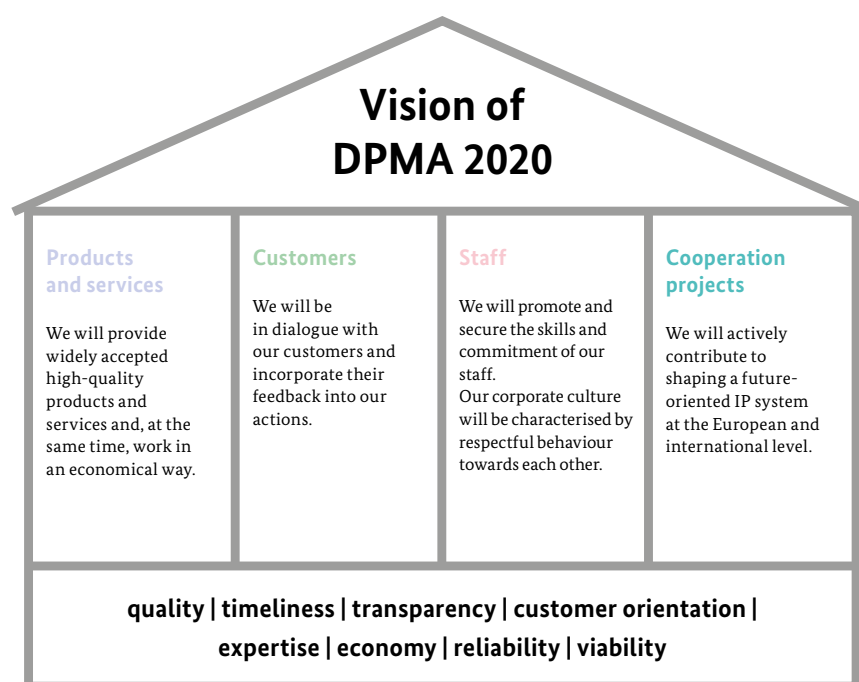 Vision of
DPMA 2020
Products
and services
We will provide
widely accepted
high-quality
products and
services and, at the
same time, work in
an economical way.
Customers
We will be
in dialogue with
our customers and
incorporate their
feedback into our
actions.
Staff
We will promote and
secure the skills and
commitment of our
staff.
Our corporate culture
will be characterised by
respectful behaviour
towards each other.
Cooperation
projects
We will actively
contribute to
shaping a future-
oriented IP system
at the European and
international level.
quality | timeliness | transparency | customer orientation |
expertise | economy | reliability | viability